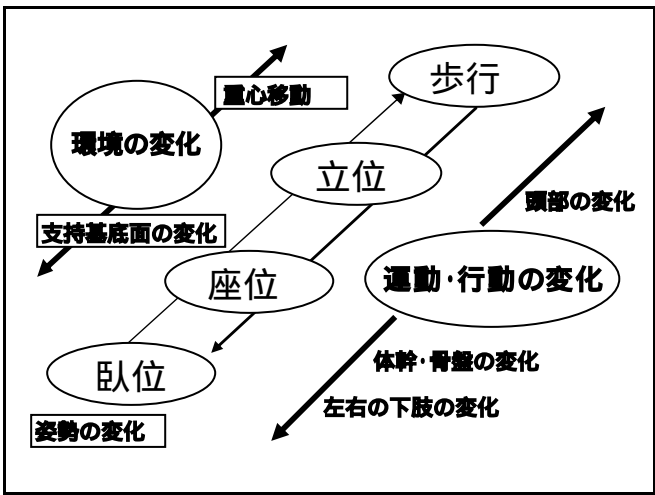 歩行
重心移動
環境の変化
立位
頭部の変化
支持基底面の変化
座位
運動・行動の変化
臥位
体幹・骨盤の変化
左右の下肢の変化
姿勢の変化